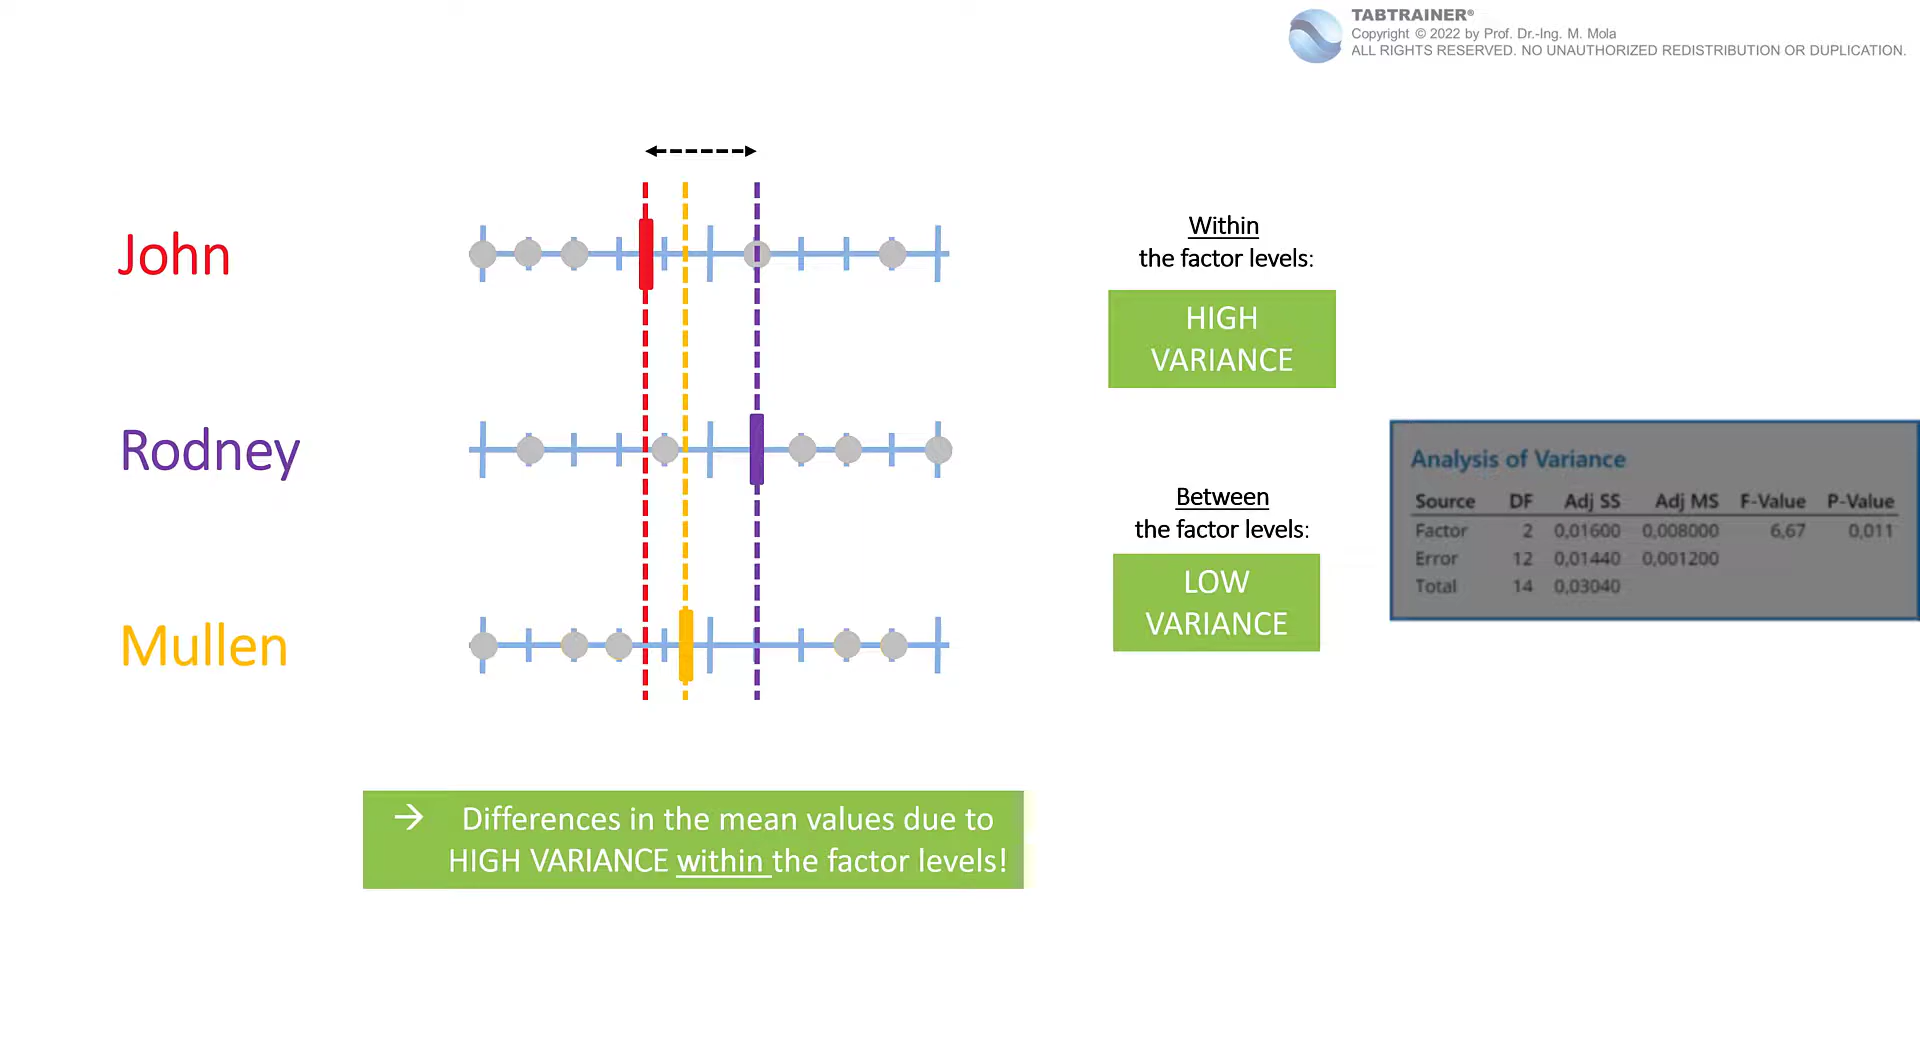 TABTRAINER®
Copyright © 2022 by Prof. Dr.-Ing. M. Mola
ALL RIGHTS RESERVED. NO UNAUTHORIZED REDISTRIBUTION OR DUPLICATION.
John
Rodney
Mullen
Within
the factor levels:
HIGH
VARIANCE
Between
the factor levels:
LOW
VARIANCE
Analysis of Variance
Source DF Adj SS Adj MS F-Value P-Value
Factor 2 0,01600 0,008000 6,67 0,011
Error 12 0,01440 0,001200
Total 14 0,03040
→ Differences in the mean values due to
HIGH VARIANCE within the factor levels!